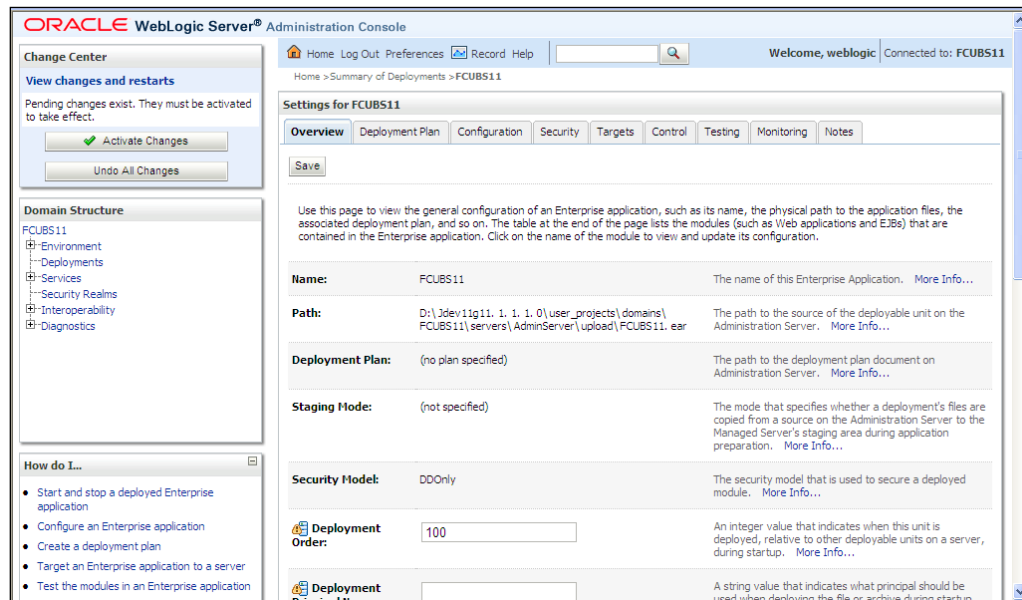 ORACLE WebLogic Server® Administration Console
Change Center
View changes and restarts
Pending changes exist. They must be activated
to take effect.
Activate Changes
Undo All Changes
Domain Structure
FCUBS11
Environment
Deployments
Services
Security Realms
Interoperability
Diagnostics
How do I...
Start and stop a deployed Enterprise
application
Configure an Enterprise application
Create a deployment plan
Target an Enterprise application to a server
Test the modules in an Enterprise application
Home Log Out Preferences Record Help
Welcome, weblogic Connected to: FCUBS11
Home >Summary of Deployments >FCUBS11
Settings for FCUBS11
Overview Deployment Plan Configuration Security Targets Control Testing Monitoring Notes
Save
Use this page to view the general configuration of an Enterprise application, such as its name, the physical path to the application files, the
associated deployment plan, and so on. The table at the end of the page lists the modules (such as Web applications and EJBs) that are
contained in the Enterprise application. Click on the name of the module to view and update its configuration.
Name: FCUBS11 The name of this Enterprise Application. More Info...
Path: D:\Jdev11g11. 1. 1. 1. 0\user_projects\domains\ The path to the source of the deployable unit on the
FCUBS11\servers\AdminServer\upload\FCUBS11. ear Administration Server. More Info...
Deployment Plan: (no plan specified) The path to the deployment plan document on
Administration Server. More Info...
Staging Mode: (not specified) The mode that specifies whether a deployment's files are
copied from a source on the Administration Server to the
Managed Server's staging area during application
preparation. More Info...
Security Model: DDOnly The security model that is used to secure a deployed
module. More Info...
Deployment 100 An integer value that indicates when this unit is
Order: deployed, relative to other deployable units on a server,
during startup. More Info...
Deployment A string value that indicates what principal should be
used when deploying the file or archive during startup